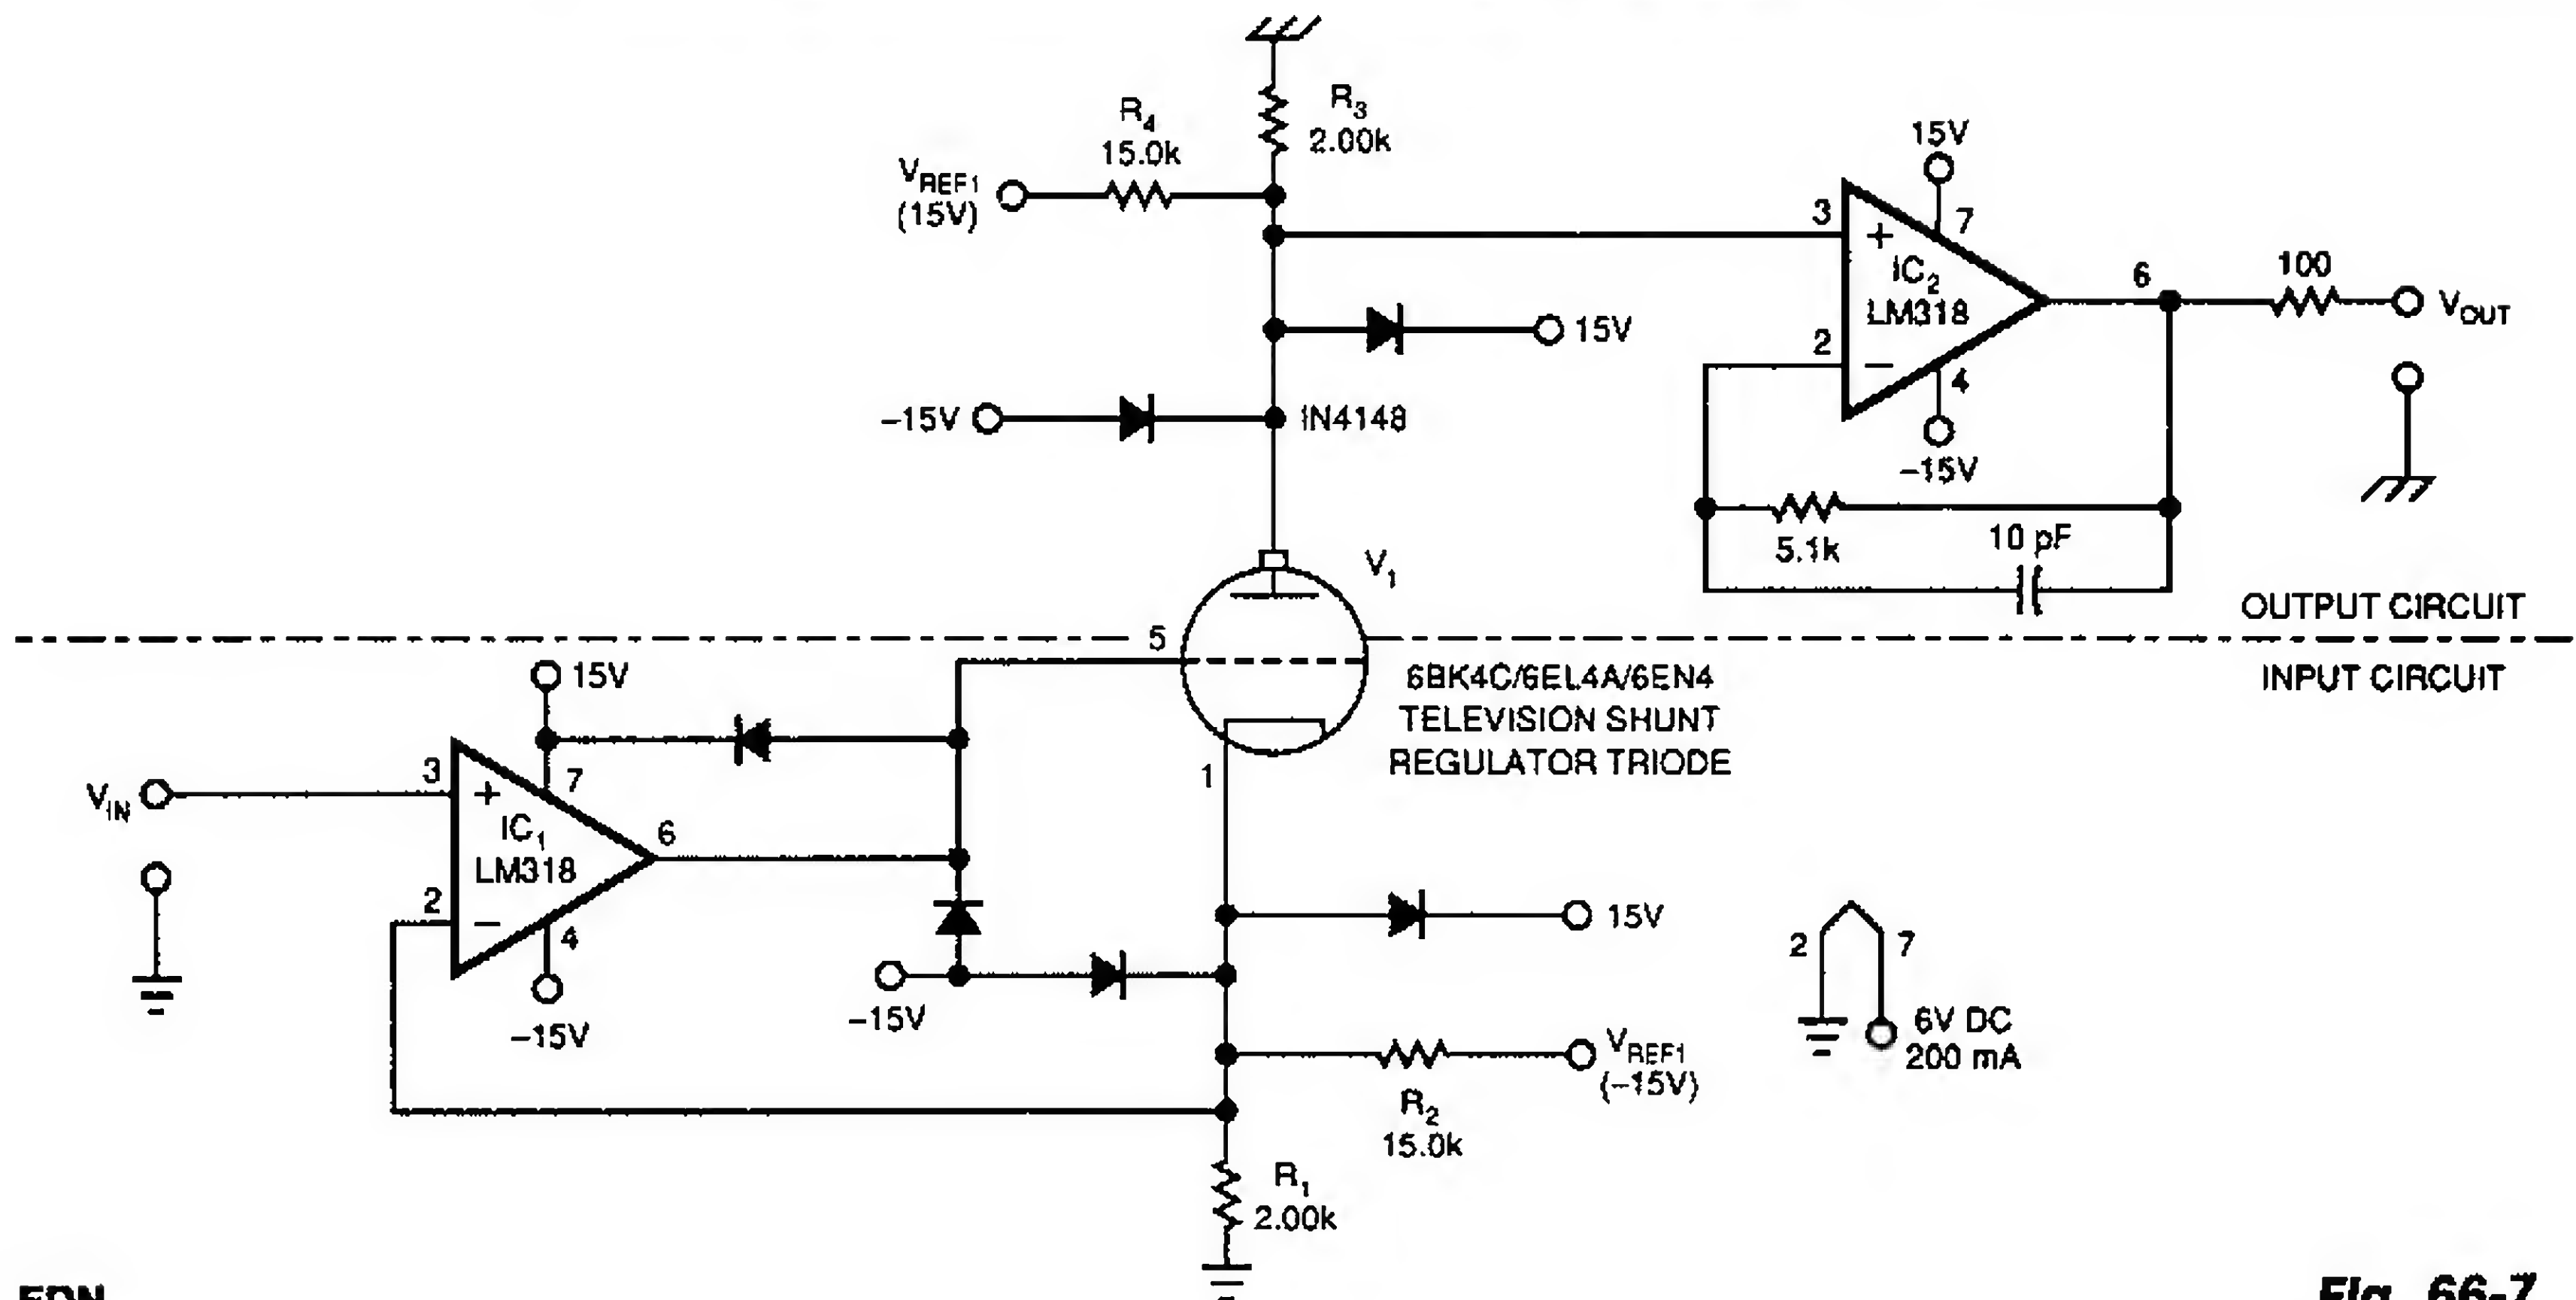 R3
2.00k
R4
15.0k
VREF1
(15V)
15V
3
+
7
IC2
LM318
6
100
VOUT
2
−
4
−15V
15V
−15V
IN4148
5.1k
10 pF
V1
OUTPUT CIRCUIT
5
INPUT CIRCUIT
6BK4C/6EL4A/6EN4
TELEVISION SHUNT
REGULATOR TRIODE
15V
1
VIN
3
+
7
IC1
LM318
6
2
−
4
−15V
−15V
15V
2
7
6V DC
200 mA
VREF1
(−15V)
R2
15.0k
R1
2.00k
EDN
Fig. 66-7